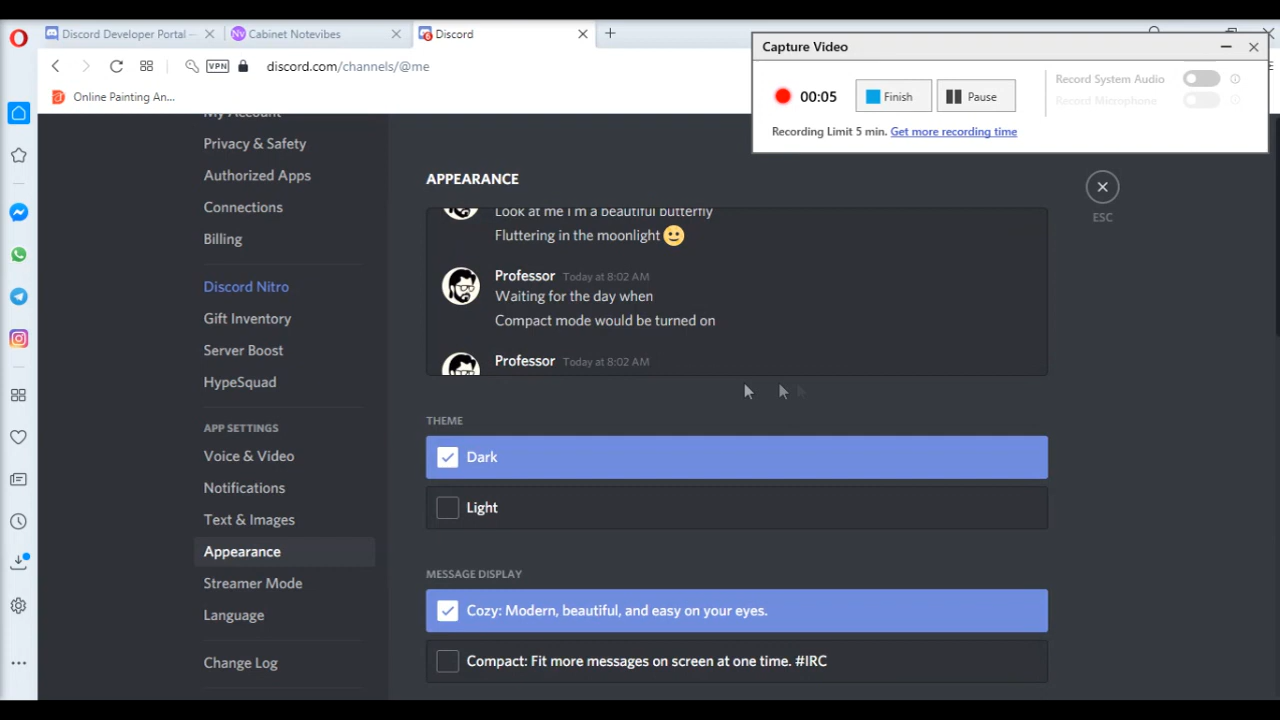 Discord Developer Portal —
Cabinet Notevibes
Discord
VPN
discord.com/channels/@me
Online Painting An...
Capture Video
00:05
Finish
Pause
Record System Audio
Record Microphone
Recording Limit 5 min. Get more recording time
My Account
Privacy & Safety
Authorized Apps
Connections
Billing
Discord Nitro
Gift Inventory
Server Boost
HypeSquad
APP SETTINGS
Voice & Video
Notifications
Text & Images
Appearance
Streamer Mode
Language
Change Log
APPEARANCE
Look at me I'm a beautiful butterfly
Fluttering in the moonlight
Professor Today at 8:02 AM
Waiting for the day when
Compact mode would be turned on
Professor Today at 8:02 AM
THEME
Dark
Light
MESSAGE DISPLAY
Cozy: Modern, beautiful, and easy on your eyes.
Compact: Fit more messages on screen at one time. #IRC
ESC